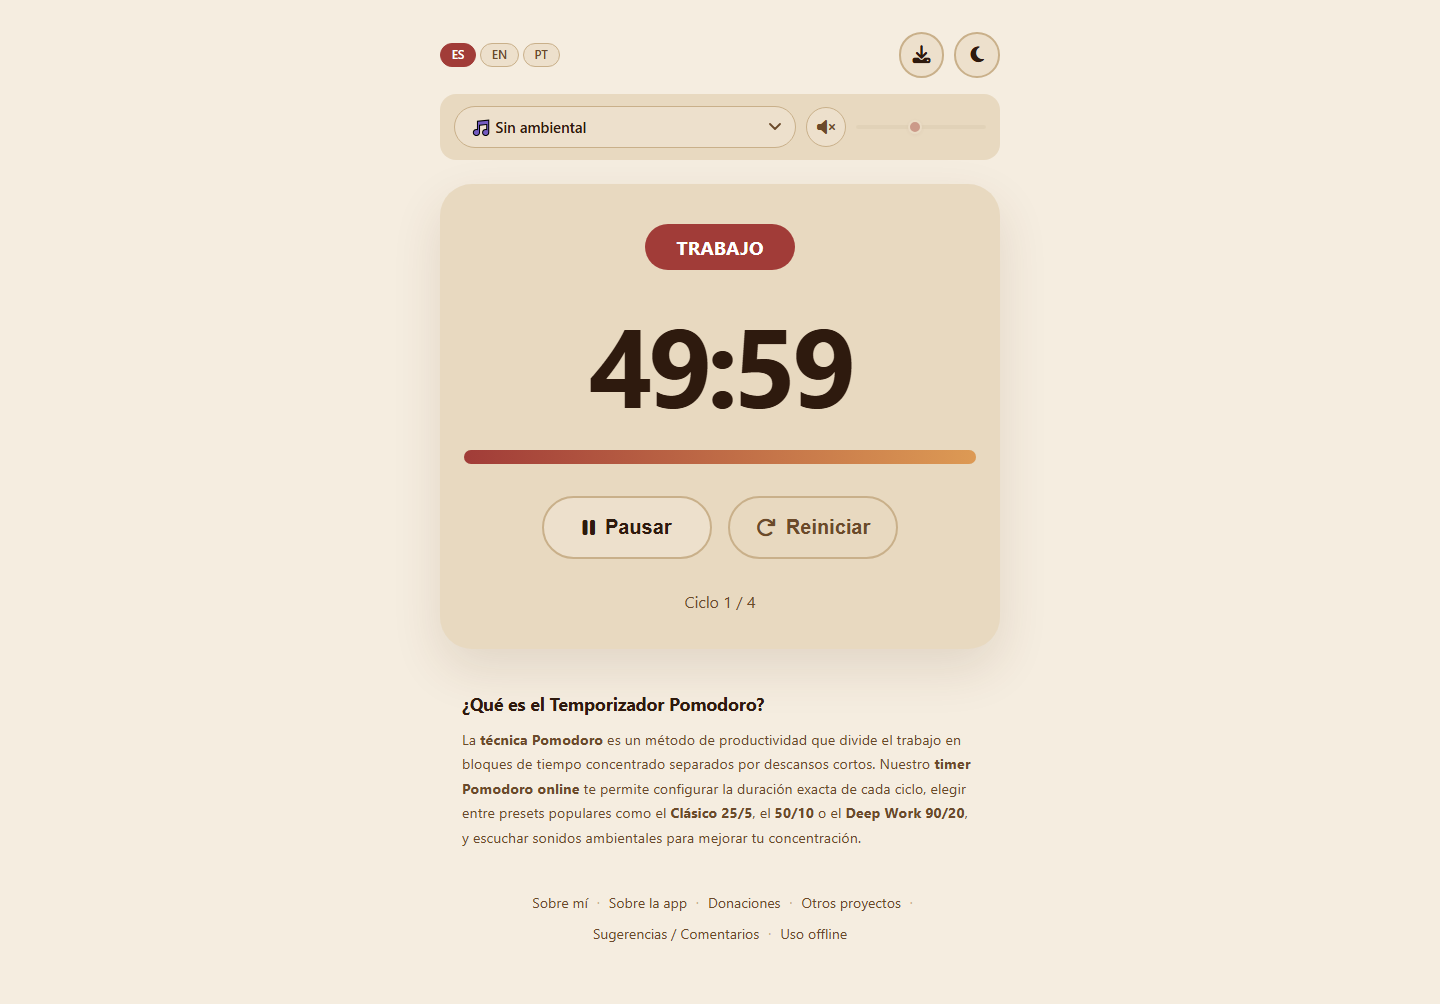 ES EN PT
Sin ambiental
TRABAJO
49:59
Pausar Reiniciar
Ciclo 1 / 4
¿Qué es el Temporizador Pomodoro?
La técnica Pomodoro es un método de productividad que divide el trabajo en
bloques de tiempo concentrado separados por descansos cortos. Nuestro timer
Pomodoro online te permite configurar la duración exacta de cada ciclo, elegir
entre presets populares como el Clásico 25/5, el 50/10 o el Deep Work 90/20,
y escuchar sonidos ambientales para mejorar tu concentración.
Sobre mí · Sobre la app · Donaciones · Otros proyectos ·
Sugerencias / Comentarios · Uso offline